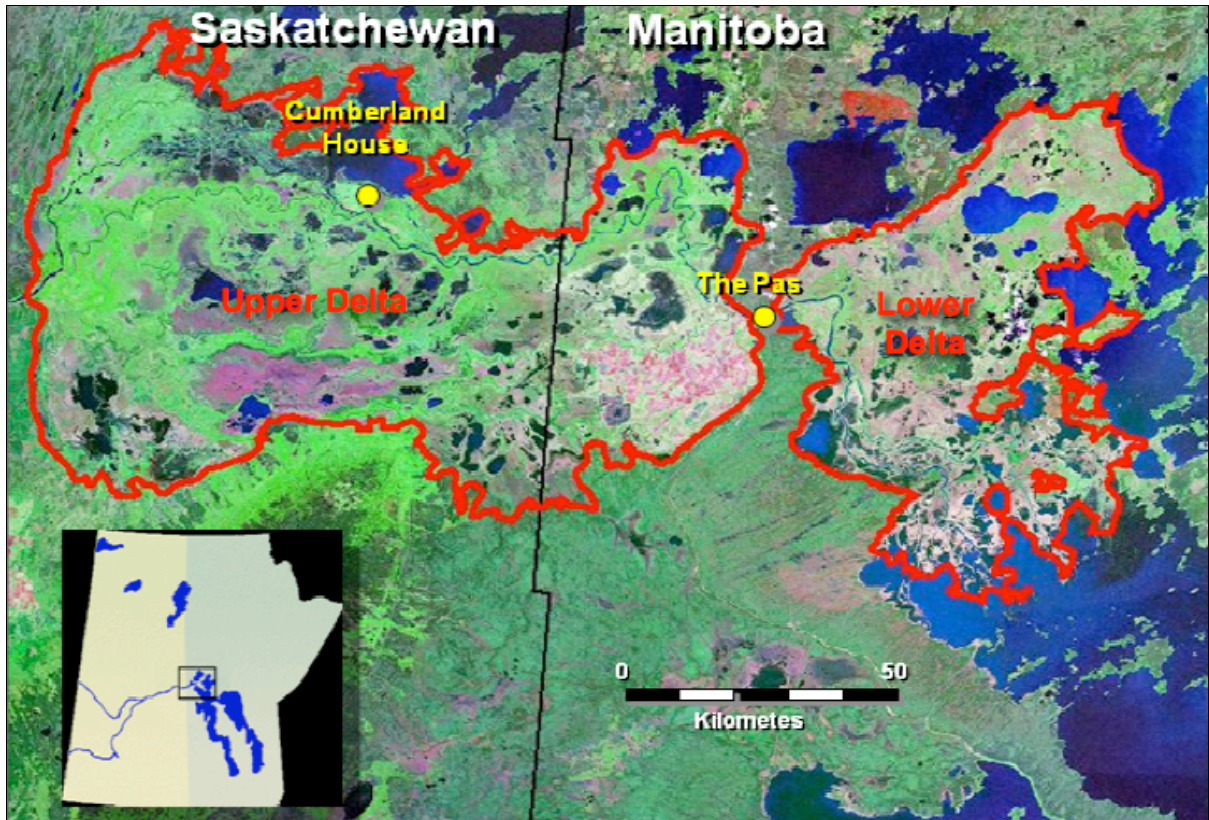 Saskatchewan
Manitoba
Cumberland
House
The Pas
Upper Delta
Lower
Delta
0
50
Kilometes